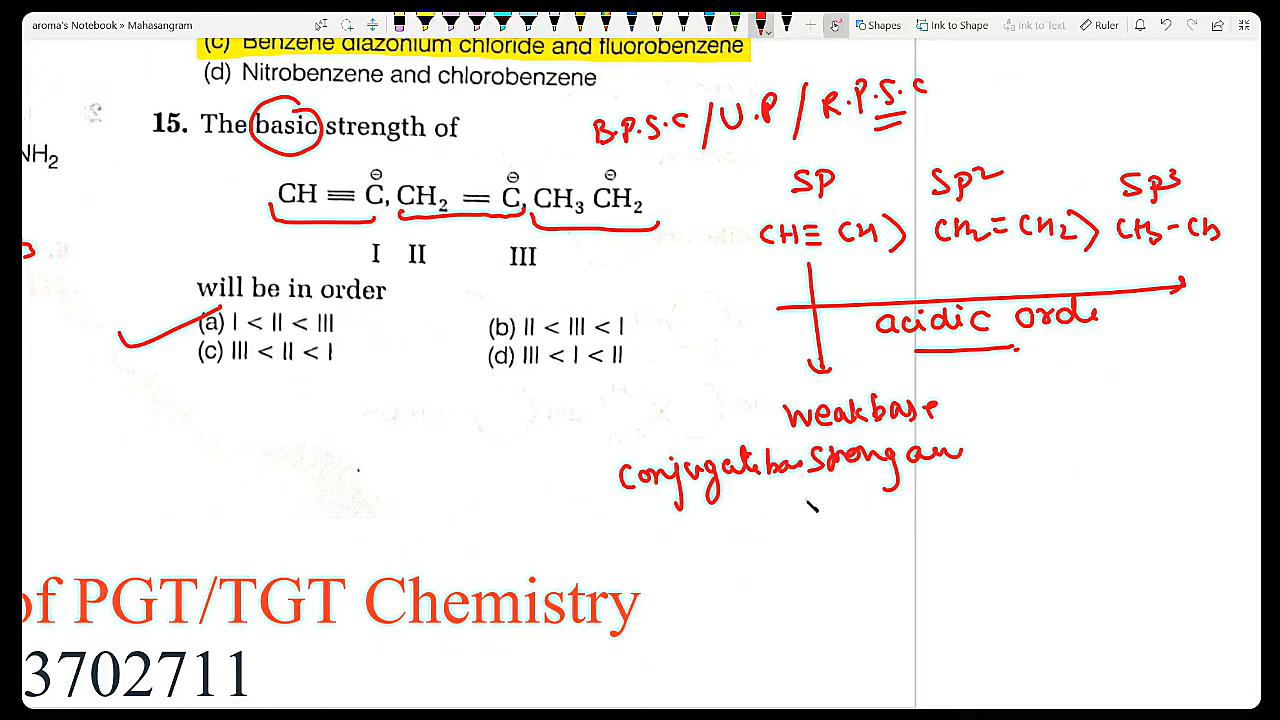 aroma's Notebook » Mahasangram
Shapes Ink to Shape Ink to Text Ruler
(c) Benzene diazonium chloride and fluorobenzene
(d) Nitrobenzene and chlorobenzene
B.P.S.C / U.P / R.P.S.C
15. The basic strength of
NH₂
CH ≡ C⊖, CH₂ = C⊖, CH₃ C⊖H₂
I II III
SP SP² SP³
CH≡CH > CH₂=CH₂ > CH₃-CH₃
will be in order
(a) I < II < III (b) II < III < I
(c) III < II < I (d) III < I < II
acidic orde
weak base
Conjugate bas strong
of PGT/TGT Chemistry
3702711